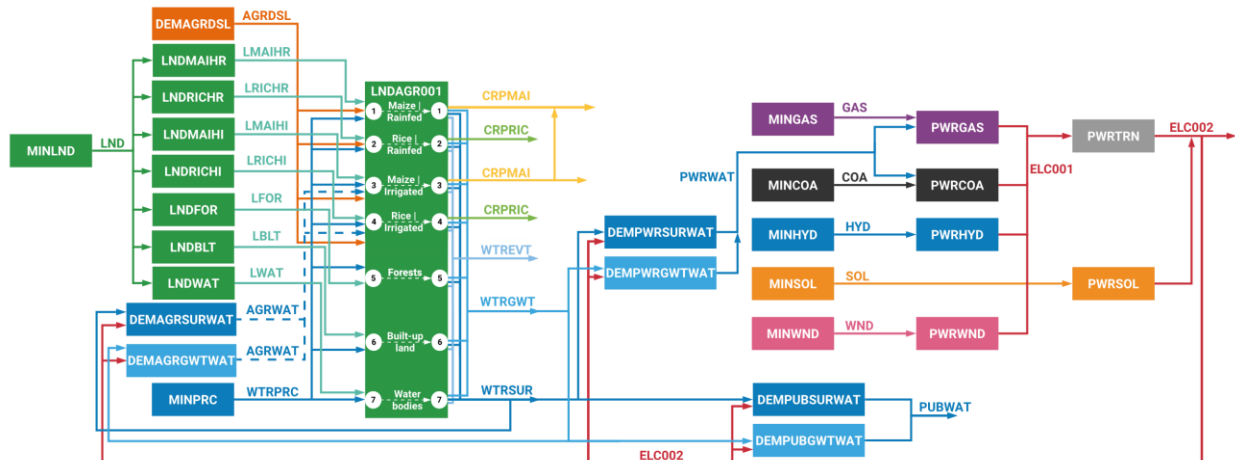 DEMAGRDSL
AGRDSL
LNDMAIHR
LMAIHR
LNDRICHR
LRICHR
LNDMAIHI
LMAIHI
MINLND
LND
LNDRICHI
LRICHI
LNDFOR
LFOR
LNDBLT
LBLT
LNDWAT
LWAT
DEMAGRSURWAT
AGRWAT
DEMAGRGWTWAT
AGRWAT
MINPRC
WTRPRC
LNDAGR001
1
Maize |
Rainfed
1
2
Rice |
Rainfed
2
3
Maize |
Irrigated
3
4
Rice |
Irrigated
4
5
Forests
5
6
Built-up
land
6
7
Water
bodies
7
CRPMAI
CRPRIC
CRPMAI
CRPRIC
WTREVT
WTRGWT
WTRSUR
DEMPWRSURWAT
DEMPWRGWTWAT
PWRWAT
MINGAS
GAS
PWRGAS
MINCOA
COA
PWRCOA
MINHYD
HYD
PWRHYD
MINSOL
SOL
PWRSOL
MINWND
WND
PWRWND
ELC001
PWRTRN
ELC002
DEMPUBSURWAT
DEMPUBGWTWAT
PUBWAT
ELC002